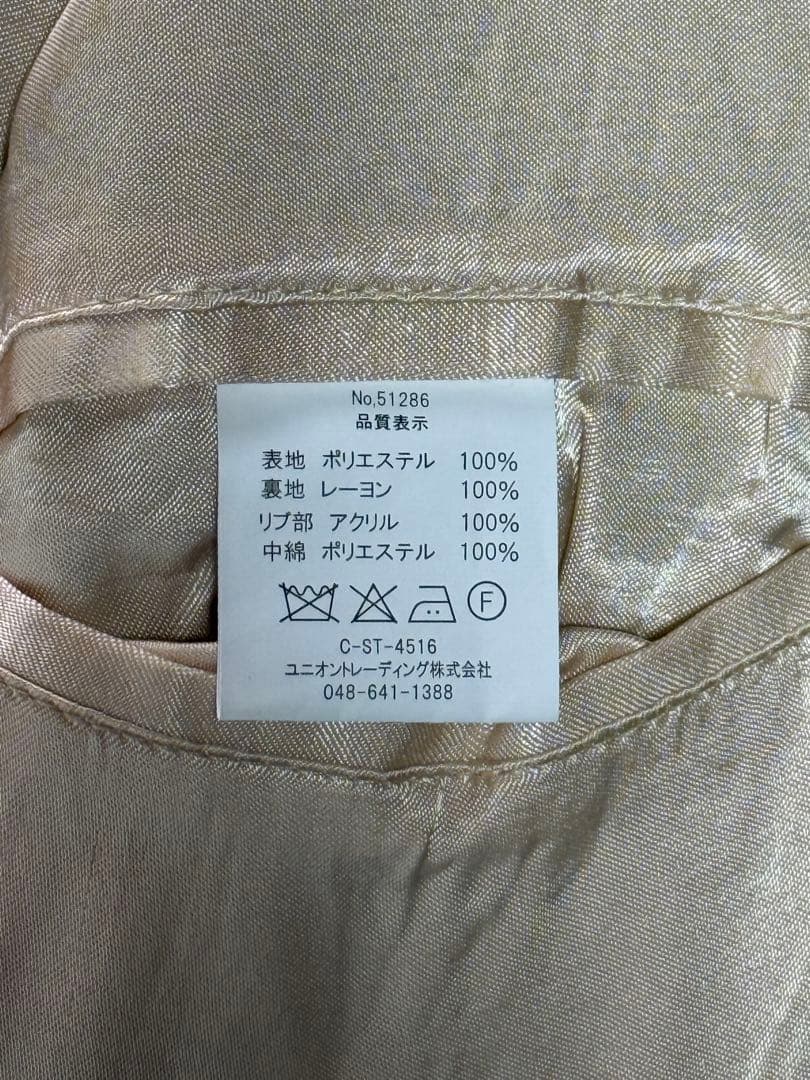 No,51286
品質表示
表地 ポリエステル 100%
裏地 レーヨン 100%
リブ部 アクリル 100%
中綿 ポリエステル 100%
F
C-ST-4516
ユニオントレーディング株式会社
048-641-1388